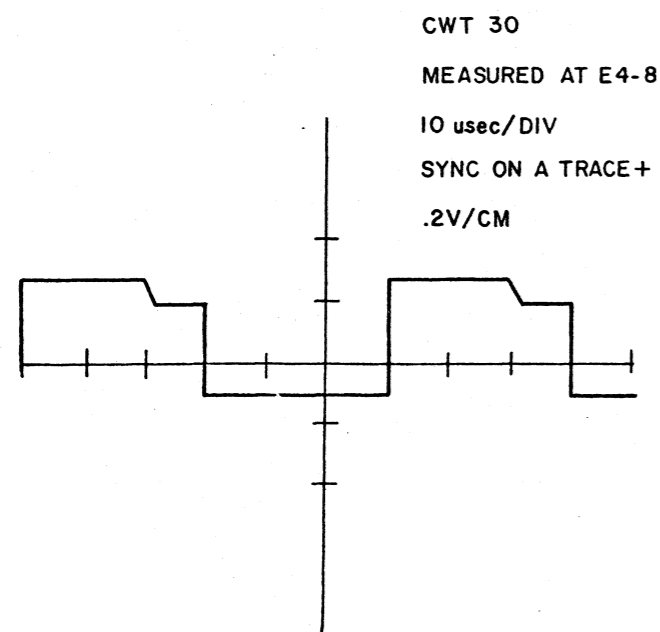 CWT 30
MEASURED AT E4-8
10 usec/DIV
SYNC ON A TRACE+
.2V/CM